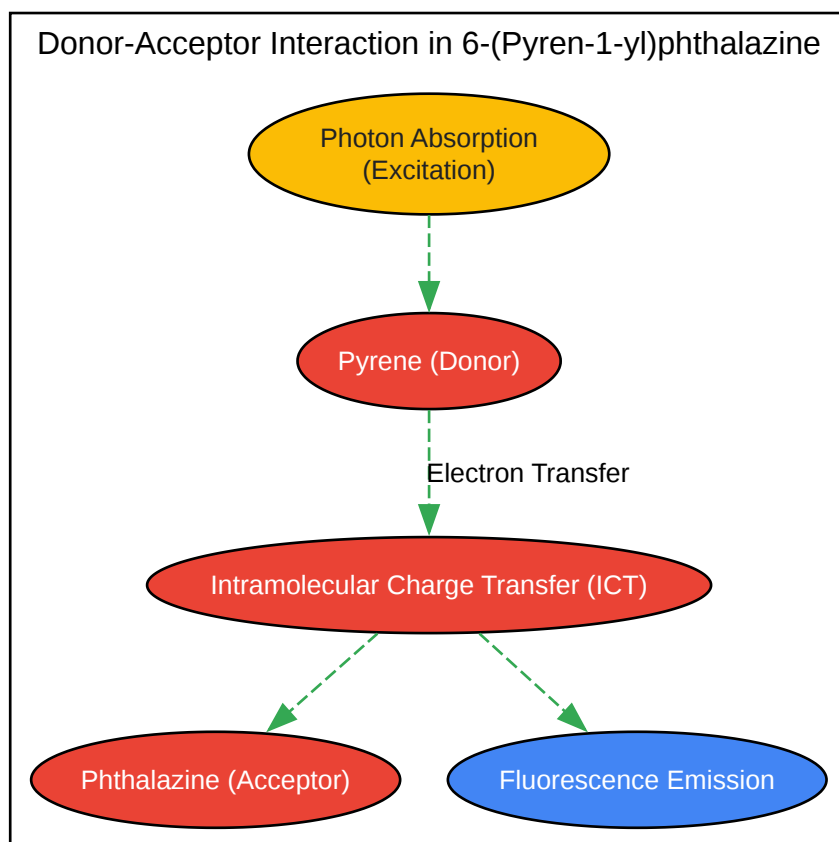 Donor-Acceptor Interaction in 6-(Pyren-1-yl)phthalazine
Photon Absorption
(Excitation)
Pyrene (Donor)
Electron Transfer
Intramolecular Charge Transfer (ICT)
Phthalazine (Acceptor)
Fluorescence Emission